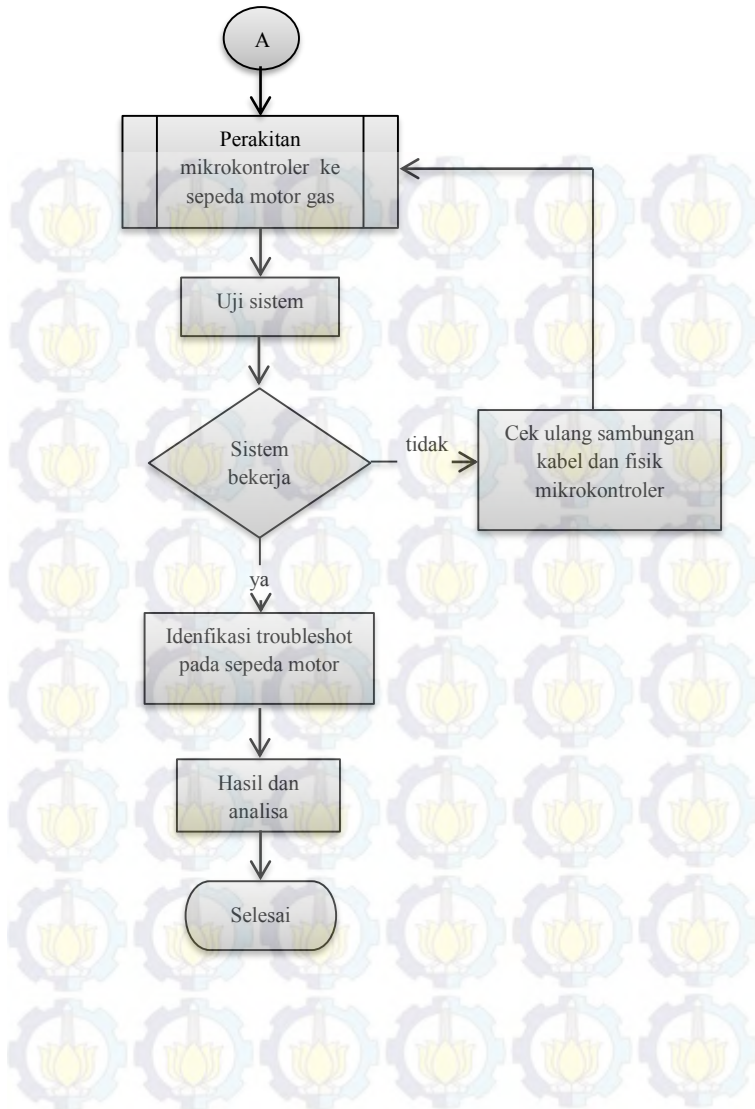 A
Perakitan
mikrokontroler ke
sepeda motor gas
Uji sistem
Sistem
bekerja
tidak
Cek ulang sambungan
kabel dan fisik
mikrokontroler
ya
Idenfikasi troubleshot
pada sepeda motor
Hasil dan
analisa
Selesai